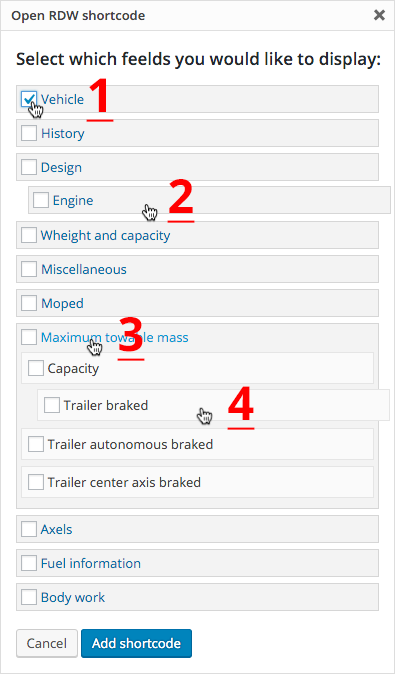 Open RDW shortcode
Select which feelds you would like to display:
Vehicle
1
History
Design
Engine
2
Wheight and capacity
Miscellaneous
Moped
Maximum towable mass
3
Capacity
Trailer braked
4
Trailer autonomous braked
Trailer center axis braked
Axels
Fuel information
Body work
Cancel Add shortcode